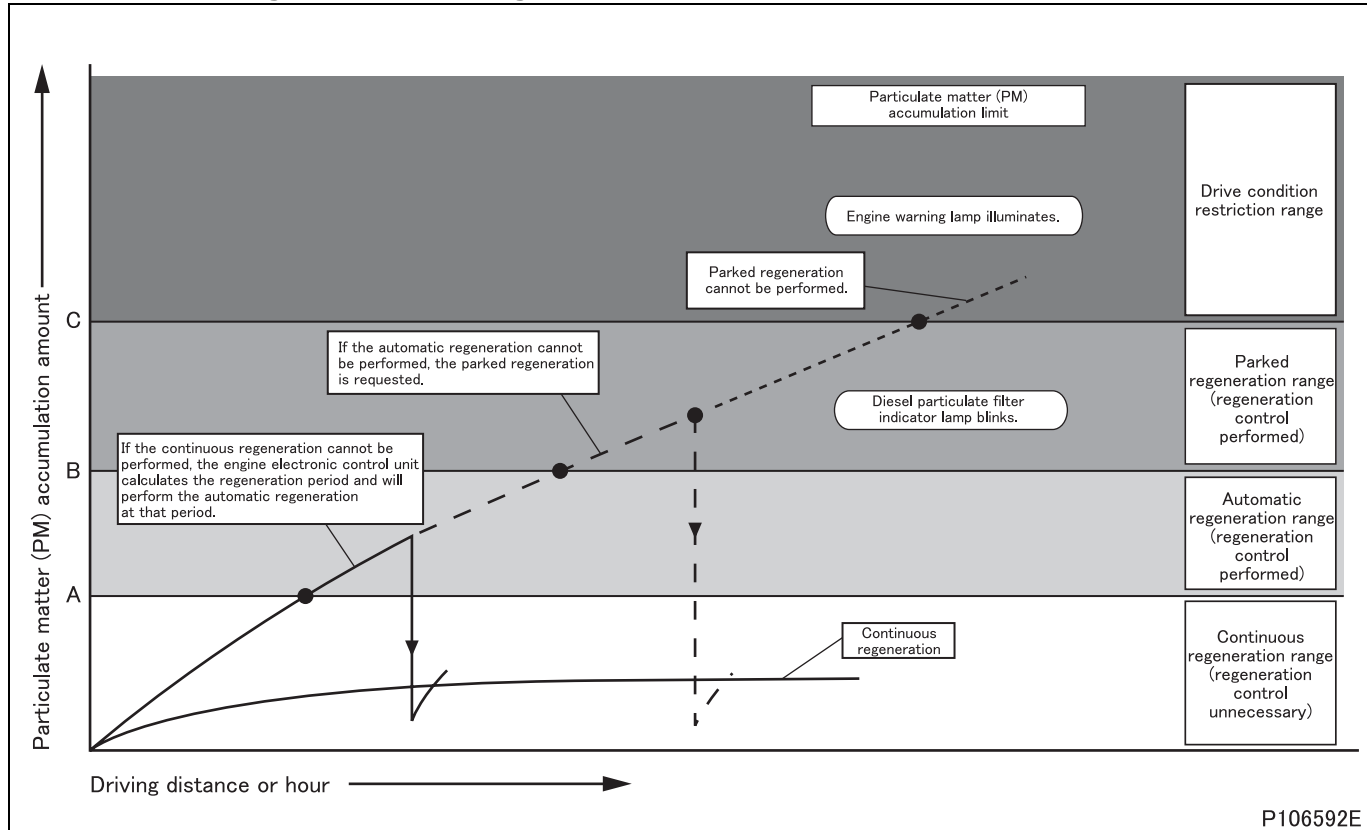 Particulate matter (PM) accumulation amount
Particulate matter (PM)
accumulation limit
Drive condition
restriction range
Engine warning lamp illuminates.
Parked regeneration
cannot be performed.
C
If the automatic regeneration cannot
be performed, the parked regeneration
is requested.
Parked
regeneration range
(regeneration
control
performed)
Diesel particulate filter
indicator lamp blinks.
If the continuous regeneration cannot be
performed, the engine electronic control unit
calculates the regeneration period and will
perform the automatic regeneration
at that period.
B
Automatic
regeneration range
(regeneration
control
performed)
A
Continuous
regeneration
Continuous
regeneration range
(regeneration
control
unnecessary)
Driving distance or hour
P106592E